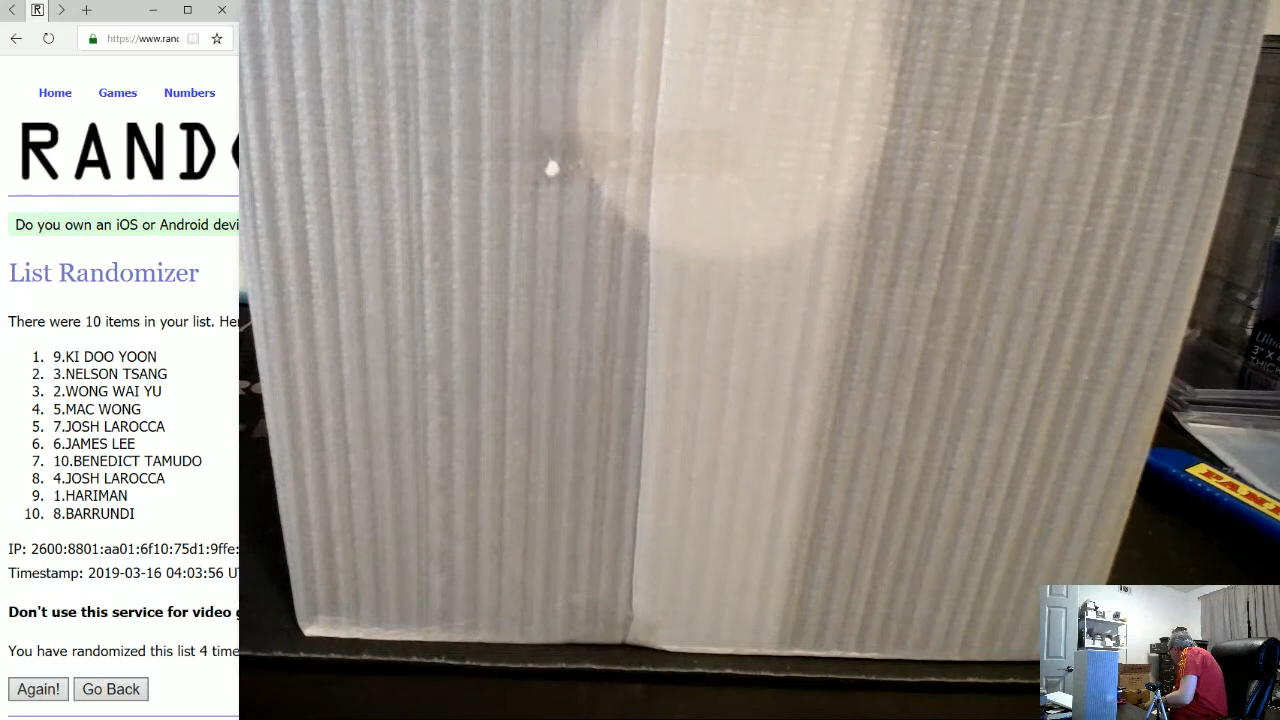 https://www.ranc
Home Games Numbers
RAND
Do you own an iOS or Android devi
List Randomizer
There were 10 items in your list. Her
1. 9.KI DOO YOON
2. 3.NELSON TSANG
3. 2.WONG WAI YU
4. 5.MAC WONG
5. 7.JOSH LAROCCA
6. 6.JAMES LEE
7. 10.BENEDICT TAMUDO
8. 4.JOSH LAROCCA
9. 1.HARIMAN
10. 8.BARRUNDI
IP: 2600:8801:aa01:6f10:75d1:9ffe:
Timestamp: 2019-03-16 04:03:56 U
Don't use this service for video g
You have randomized this list 4 time
Again! Go Back
3" X
THICK
PANI